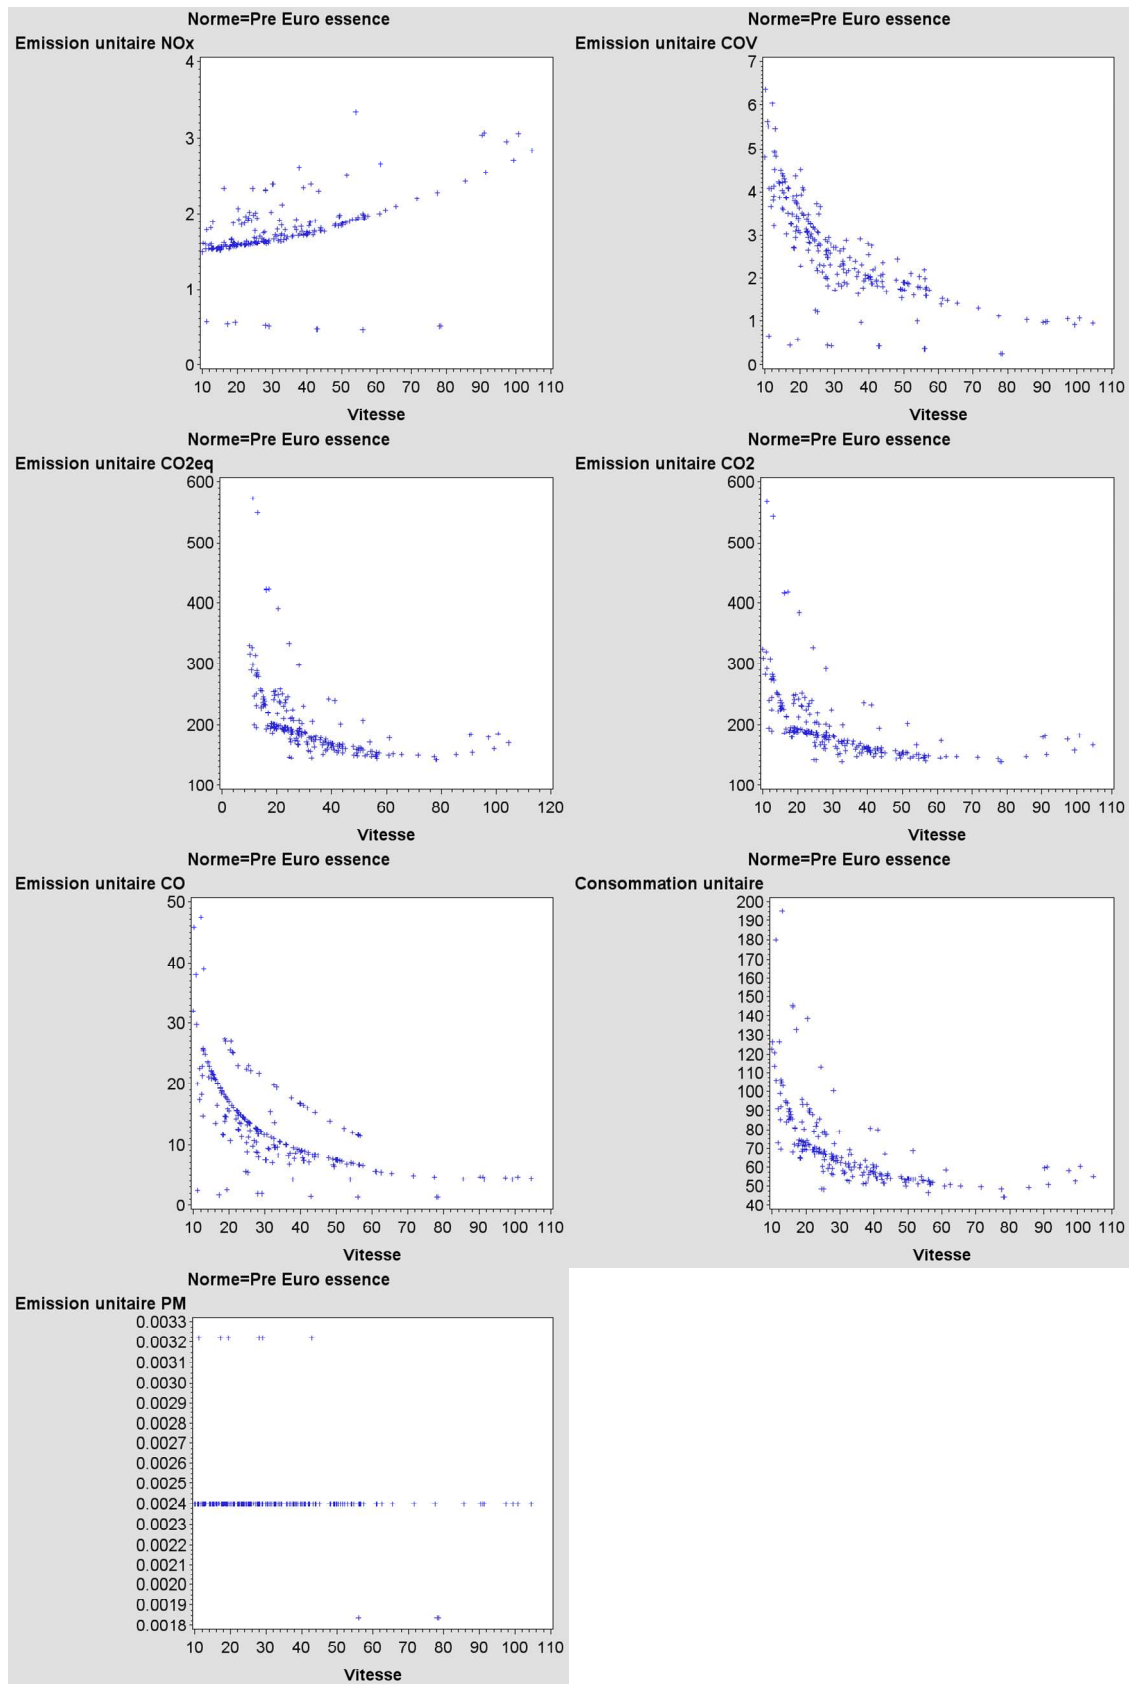 Norme=Pre Euro essence
Emission unitaire NOx
4
3
2
1
0
10 20 30 40 50 60 70 80 90 100 110
Vitesse
Norme=Pre Euro essence
Emission unitaire COV
7
6
5
4
3
2
1
0
10 20 30 40 50 60 70 80 90 100 110
Vitesse
Norme=Pre Euro essence
Emission unitaire CO2eq
600
500
400
300
200
100
0 20 40 60 80 100 120
Vitesse
Norme=Pre Euro essence
Emission unitaire CO2
600
500
400
300
200
100
10 20 30 40 50 60 70 80 90 100 110
Vitesse
Norme=Pre Euro essence
Emission unitaire CO
50
40
30
20
10
0
10 20 30 40 50 60 70 80 90 100 110
Vitesse
Norme=Pre Euro essence
Consommation unitaire
200
190
180
170
160
150
140
130
120
110
100
90
80
70
60
50
40
10 20 30 40 50 60 70 80 90 100 110
Vitesse
Norme=Pre Euro essence
Emission unitaire PM
0.0033
0.0032
0.0031
0.0030
0.0029
0.0028
0.0027
0.0026
0.0025
0.0024
0.0023
0.0022
0.0021
0.0020
0.0019
0.0018
10 20 30 40 50 60 70 80 90 100 110
Vitesse